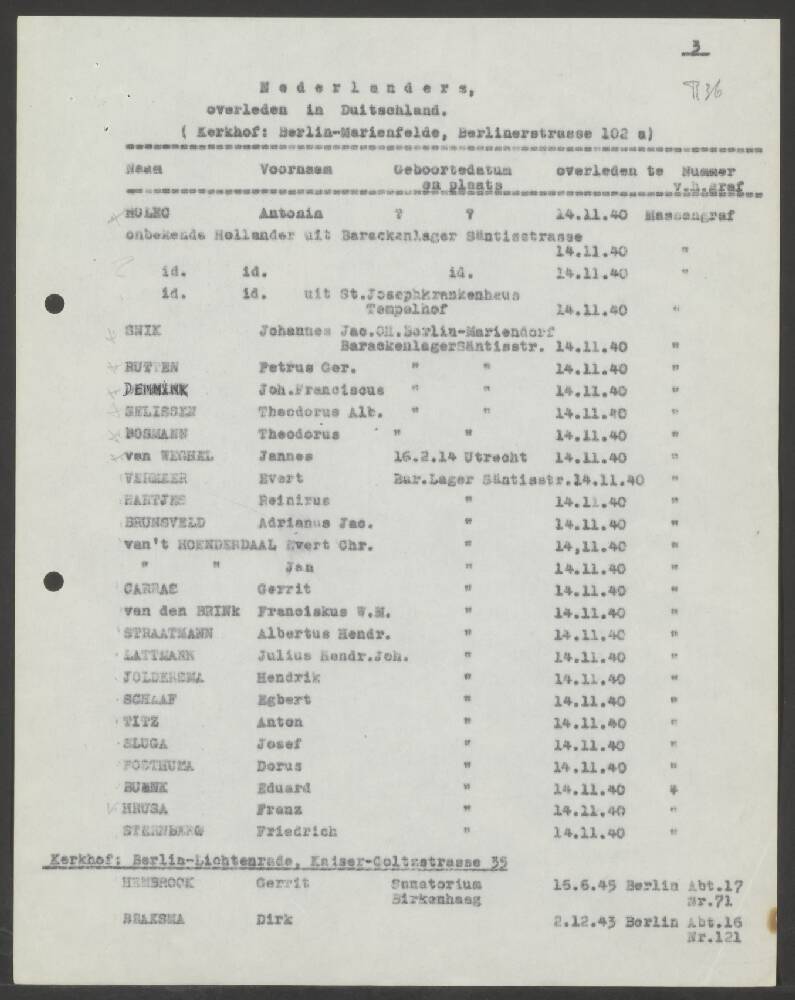 3
N e d e r l a n d e r s,
overleden in Duitschland.
( Kerkhof: Berlin-Marienfelde, Berlinerstrasse 102 a)
Naam Voornaam Geboortedatum overleden te Nummer
en plaats v.h.graf
HOLEC Antonin ? ? 14.11.40 Massengraf
onbekende Hollander uit Barackenlager Säntisstrasse
14.11.40 "
id. id. id. 14.11.40 "
id. id. uit St.Josephkrankenhaus
Tempelhof 14.11.40 "
SNIK Johannes Jac.OH.Berlin-Mariendorf
BarackenlagerSäntisstr. 14.11.40 "
RUTTEN Petrus Ger. " " 14.11.40 "
DEMMINK Joh.Franciscus " " 14.11.40 "
SELISSEN Theodorus Alb. " " 14.11.40 "
BOSMANN Theodorus " " 14.11.40 "
van WEGHEL Jannes 16.2.14 Utrecht 14.11.40 "
VERMEER Evert Bar.Lager Säntisstr.14.11.40 "
HARTJES Reinirus " 14.11.40 "
BRUNSVELD Adrianus Jac. " 14.11.40 "
van't HOENDERDAAL Evert Chr. " 14,11.40 "
" " Jan " 14.11.40 "
CARRAS Gerrit " 14.11.40 "
van den BRINK Franciskus W.H. " 14.11.40 "
STRAATMANN Albertus Hendr. " 14.11.40 "
LATTMANN Julius Hendr.Joh. " 14.11.40 "
JOLDERSMA Hendrik " 14.11.40 "
SCHAAF Egbert " 14.11.40 "
TITZ Anton " 14.11.40 "
SLUGA Josef " 14.11.40 "
POSTHUMA Dorus " 14.11.40 "
Eduard " 14.11.40 "
HRUSA Franz " 14.11.40 "
STERNBERG Friedrich " 14.11.40 "
Kerkhof: Berlin-Lichtenrade, Kaiser-Goltzstrasse 35
HEMBROCK Gerrit Sanatorium 15.6.45 Berlin Abt.17
Birkenhaag Nr.71
BRAKSMA Dirk 2.12.43 Berlin Abt.16
Nr.121